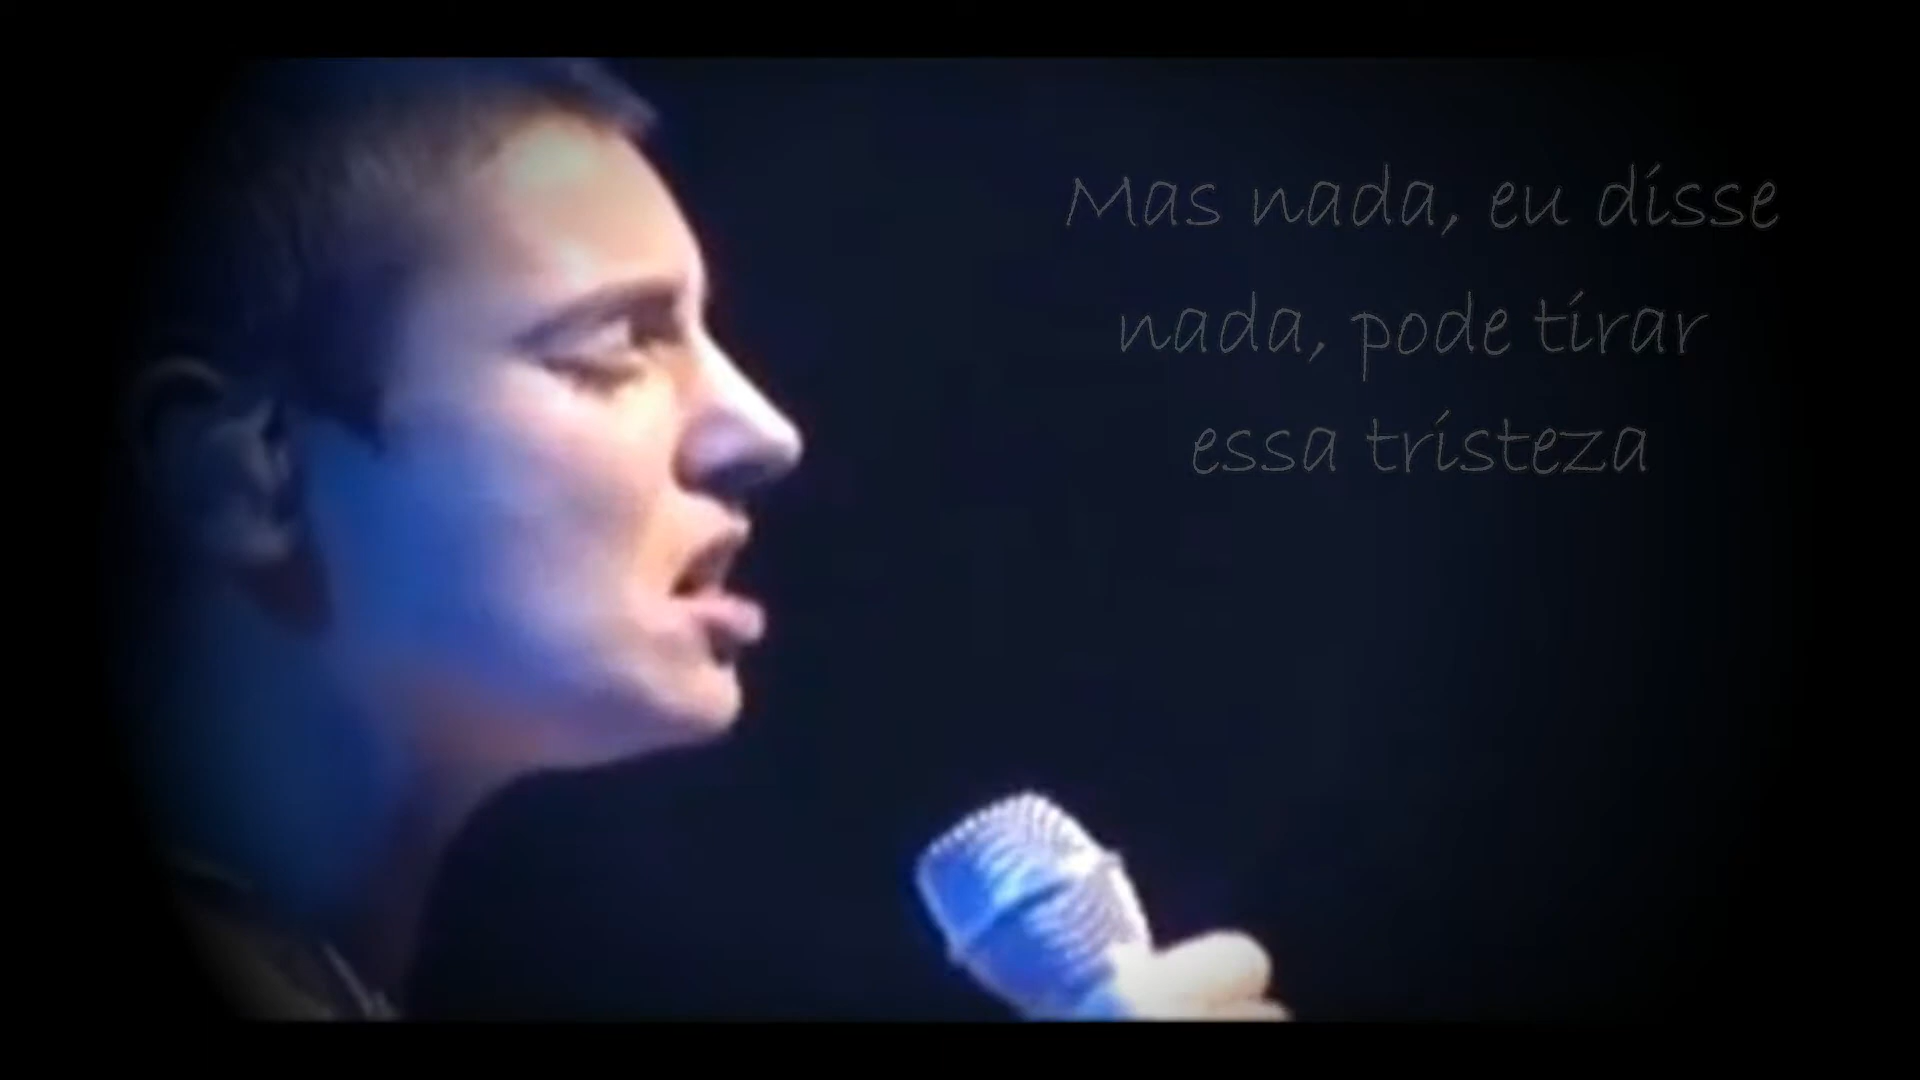 Mas nada, eu disse
nada, pode tirar
essa tristeza